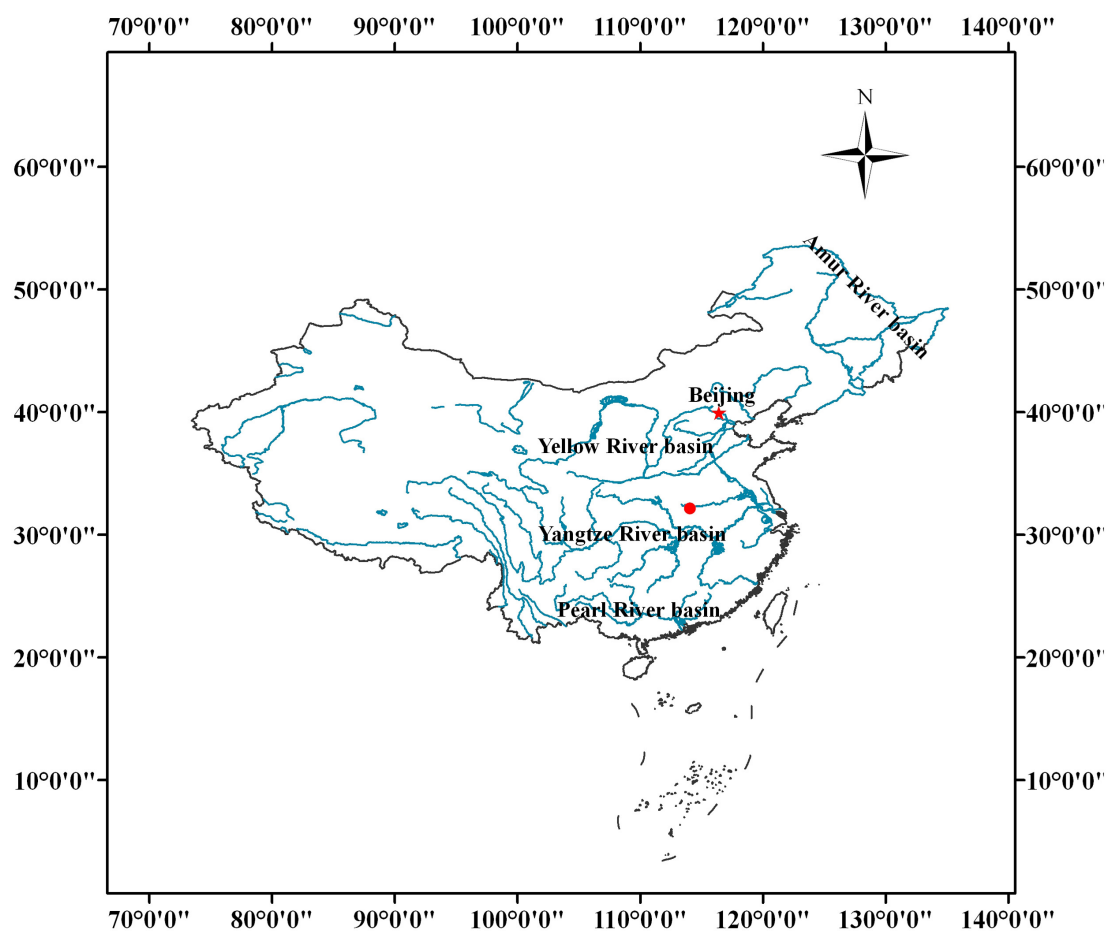 70°0'0" 80°0'0" 90°0'0" 100°0'0" 110°0'0" 120°0'0" 130°0'0" 140°0'0"
N
60°0'0" 60°0'0"
Amur River basin
50°0'0" 50°0'0"
Beijing
40°0'0" 40°0'0"
Yellow River basin
30°0'0" 30°0'0"
Yangtze River basin
Pearl River basin
20°0'0" 20°0'0"
10°0'0" 10°0'0"
70°0'0" 80°0'0" 90°0'0" 100°0'0" 110°0'0" 120°0'0" 130°0'0" 140°0'0"